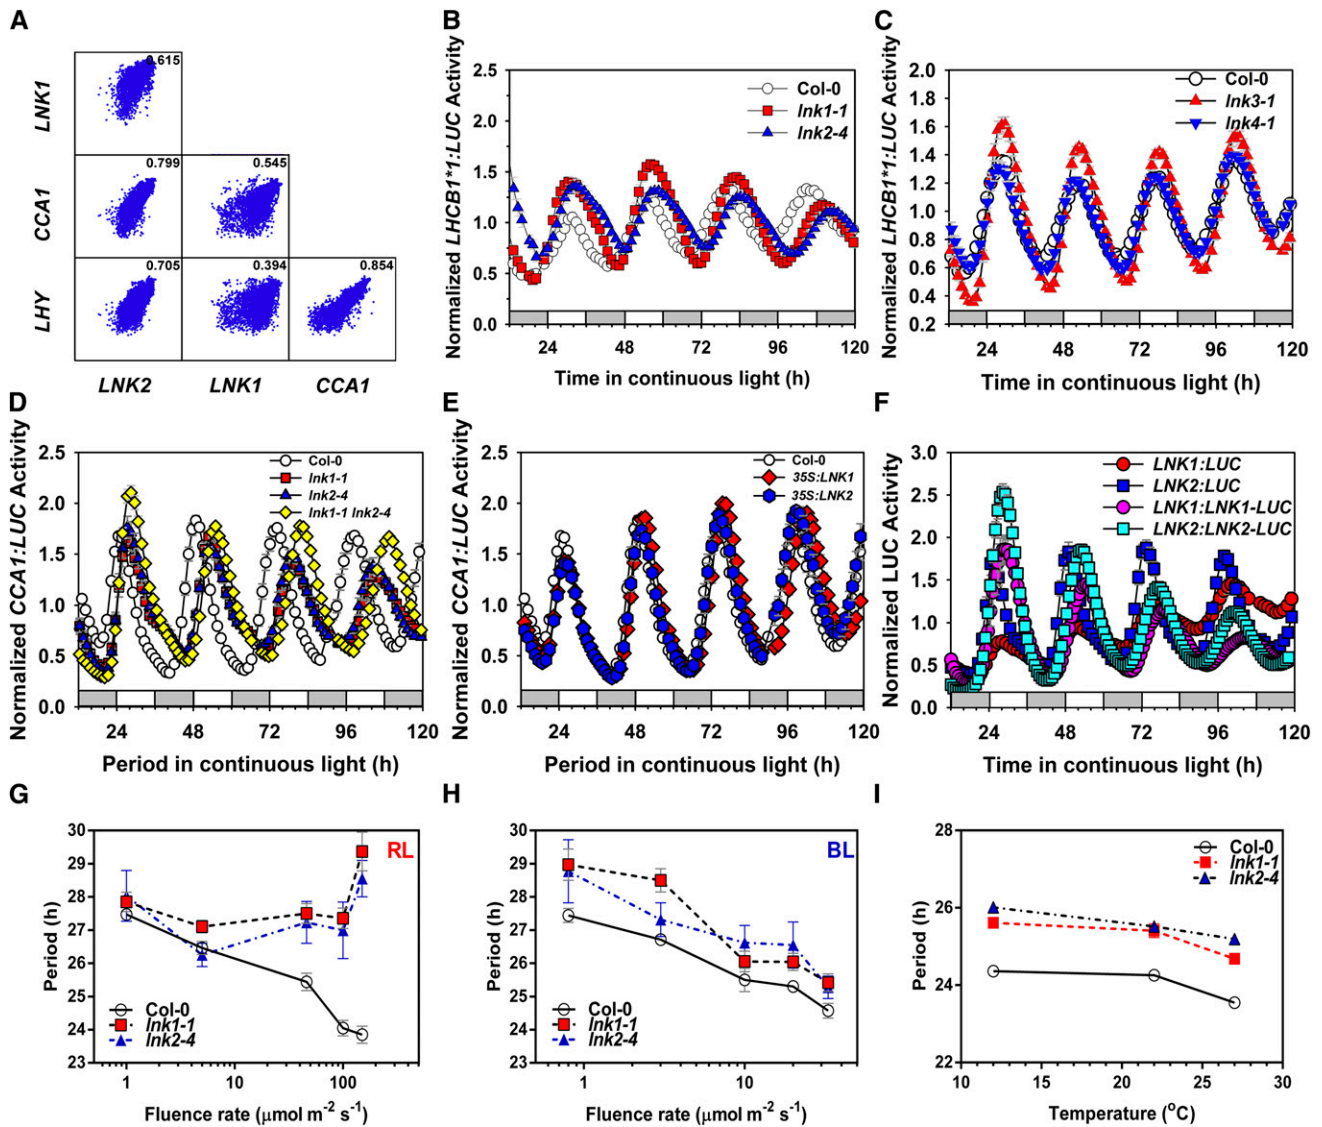 A
LNK1
CCA1
LHY
0.615
0.799
0.545
0.705
0.394
0.854
LNK2
LNK1
CCA1
B
Normalized LHCB1*1:LUC Activity
2.5
2.0
1.5
1.0
0.5
0.0
Col-0
lnk1-1
lnk2-4
24
48
72
96
120
Time in continuous light (h)
C
Normalized LHCB1*1:LUC Activity
2.0
1.8
1.6
1.4
1.2
1.0
0.8
0.6
0.4
0.2
Col-0
lnk3-1
lnk4-1
24
48
72
96
120
Time in continuous light (h)
D
Normalized CCA1:LUC Activity
2.5
2.0
1.5
1.0
0.5
0.0
Col-0
lnk1-1
lnk2-4
lnk1-1 lnk2-4
24
48
72
96
120
Period in continuous light (h)
E
Normalized CCA1:LUC Activity
2.5
2.0
1.5
1.0
0.5
0.0
Col-0
35S:LNK1
35S:LNK2
24
48
72
96
120
Period in continuous light (h)
F
Normalized LUC Activity
3.0
2.5
2.0
1.5
1.0
0.5
0.0
LNK1:LUC
LNK2:LUC
LNK1:LNK1-LUC
LNK2:LNK2-LUC
24
48
72
96
120
Time in continuous light (h)
G
Period (h)
30
29
28
27
26
25
24
23
RL
Col-0
lnk1-1
lnk2-4
1
10
100
Fluence rate (μmol m-2 s-1)
H
Period (h)
30
29
28
27
26
25
24
23
BL
Col-0
lnk1-1
lnk2-4
1
10
Fluence rate (μmol m-2 s-1)
I
Period (h)
28
26
24
22
Col-0
lnk1-1
lnk2-4
10
15
20
25
30
Temperature (oC)